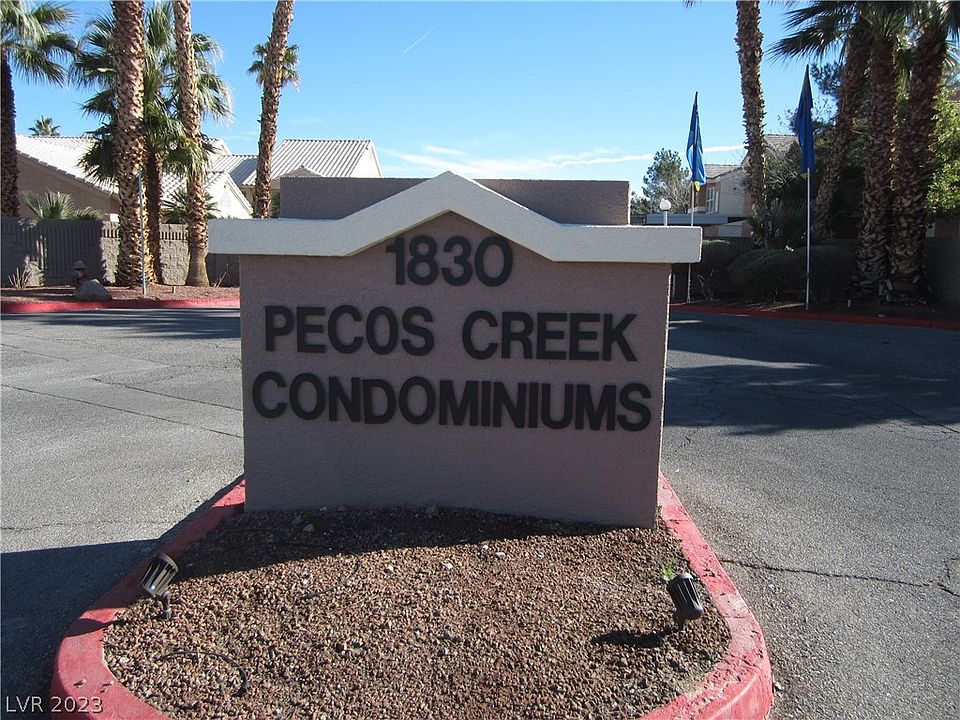 1830
PECOS CREEK
CONDOMINIUMS
LVR 2023